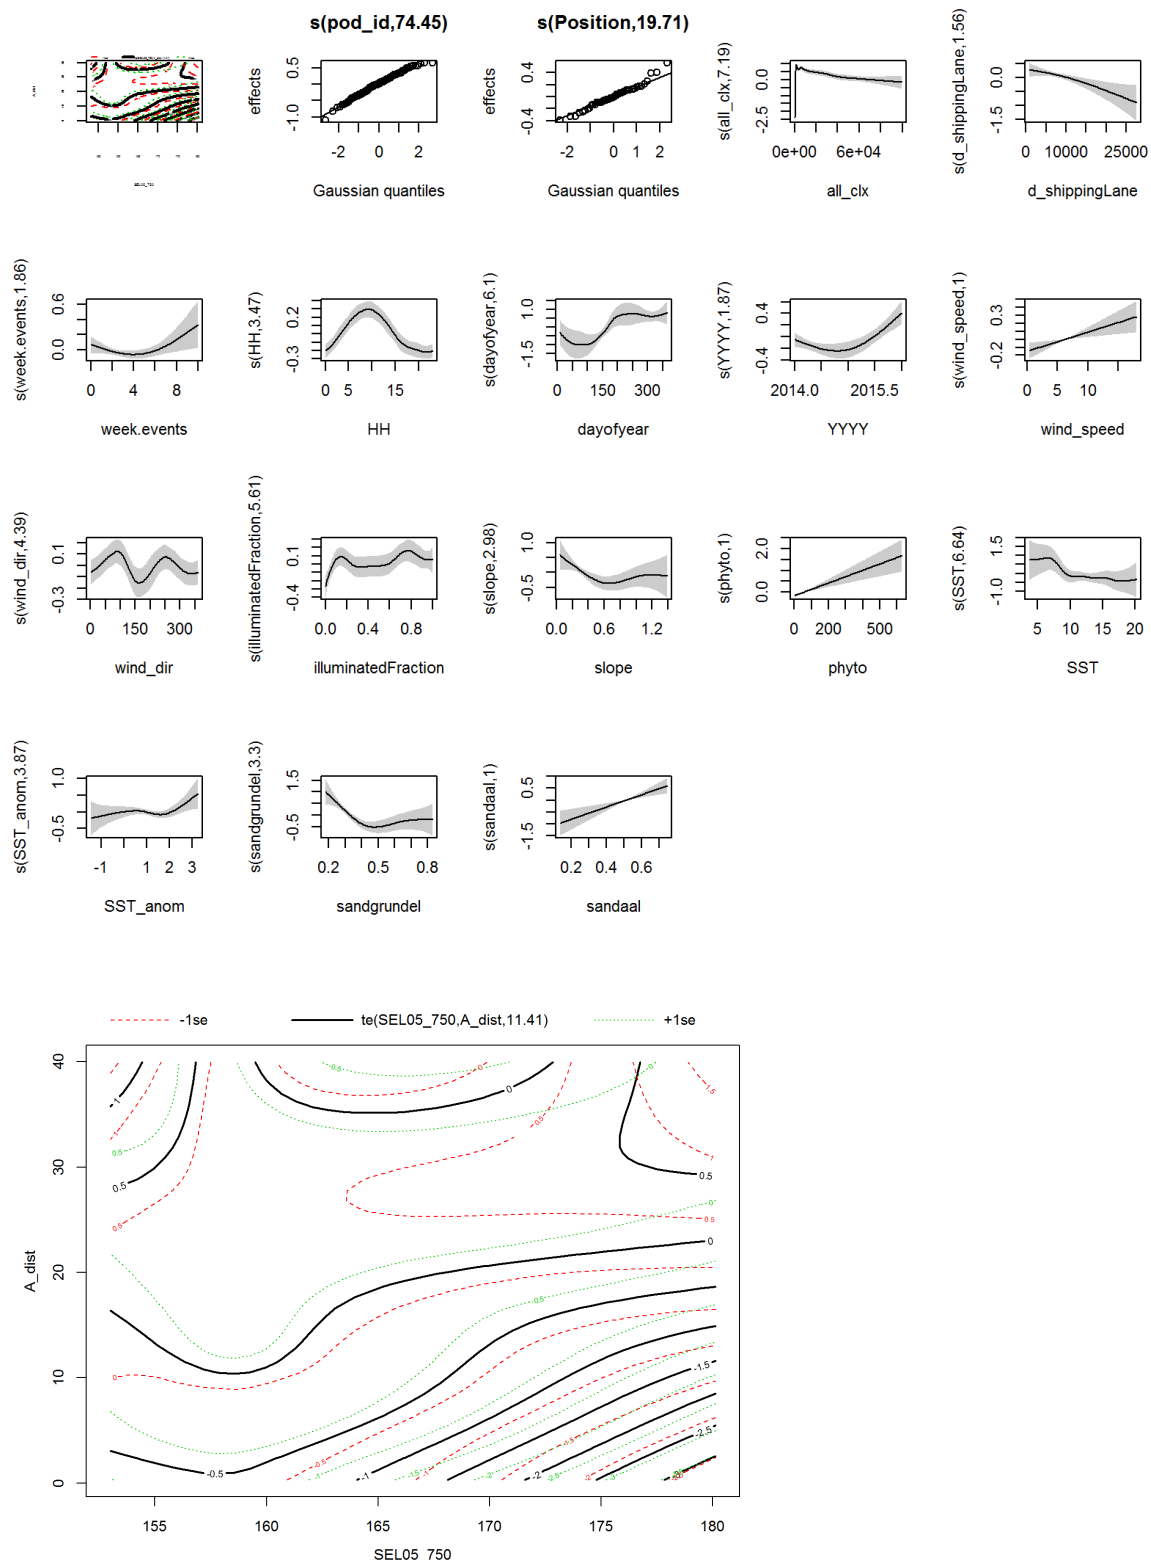 s(pod_id,74.45)
s(Position,19.71)
effects
0.5
-1.0
-2 0 2
Gaussian quantiles
effects
0.4
-0.4
-2 0 1 2
Gaussian quantiles
s(all_clx,7.19)
0.0
-2.5
0e+00 6e+04
all_clx
s(d_shippingLane,1.56)
0.0
-1.5
0 10000 25000
d_shippingLane
SEL05_750
s(week.events,1.86)
0.6
0.0
0 4 8
week.events
s(HH,3.47)
0.2
-0.3
0 5 15
HH
s(dayofyear,6.1)
1.0
-1.5
0 150 300
dayofyear
s(YYYY,1.87)
0.4
-0.4
2014.0 2015.5
YYYY
s(wind_speed,1)
0.3
-0.2
0 5 15
wind_speed
s(wind_dir,4.39)
0.1
-0.3
0 150 300
wind_dir
s(illuminatedFraction,5.61)
0.1
-0.4
0.0 0.4 0.8
illuminatedFraction
s(slope,2.98)
1.0
-0.5
0.0 0.6 1.2
slope
s(phyto,1)
2.0
0.0
0 200 500
phyto
s(SST,6.64)
1.5
-1.0
5 10 15 20
SST
s(SST_anom,3.87)
1.0
-0.5
-1 1 2 3
SST_anom
s(sandgrundel,3.3)
1.5
-0.5
0.2 0.4 0.6 0.8
sandgrundel
s(sandaal,1)
0.5
-1.5
0.2 0.4 0.6
sandaal
-1se te(SEL05_750,A_dist,11.41) +1se
A_dist
40
30
20
10
0
-1
0.5
0
0.5
0
-0.5
-1
-1.5
-2
-2.5
155 160 165 170 175 180
SEL05_750